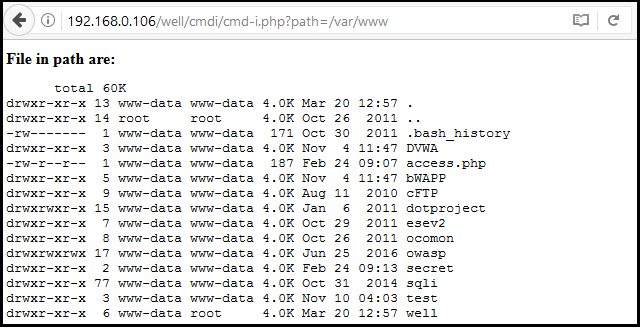 192.168.0.106/well/cmdi/cmd-i.php?path=/var/www
File in path are:
total 60K
drwxr-xr-x 13 www-data www-data 4.0K Mar 20 12:57 .
drwxr-xr-x 14 root     root     4.0K Oct 26  2011 ..
-rw-------  1 www-data www-data  171 Oct 30  2011 .bash_history
drwxr-xr-x  3 www-data www-data 4.0K Nov  4 11:47 DVWA
-rw-r--r--  1 www-data www-data  187 Feb 24 09:07 access.php
drwxr-xr-x  5 www-data www-data 4.0K Nov  4 11:47 bWAPP
drwxr-xr-x  9 www-data www-data 4.0K Aug 11  2010 cFTP
drwxrwxr-x 15 www-data www-data 4.0K Jan  6  2011 dotproject
drwxr-xr-x  7 www-data www-data 4.0K Oct 29  2011 esev2
drwxr-xr-x  8 www-data www-data 4.0K Oct 26  2011 ocomon
drwxrwxrwx 17 www-data www-data 4.0K Jun 25  2016 owasp
drwxr-xr-x  2 www-data www-data 4.0K Feb 24 09:13 secret
drwxr-xr-x 77 www-data www-data 4.0K Oct 31  2014 sqli
drwxr-xr-x  3 www-data www-data 4.0K Nov 10 04:03 test
drwxr-xr-x  6 root     www-data 4.0K Mar 20 12:57 well